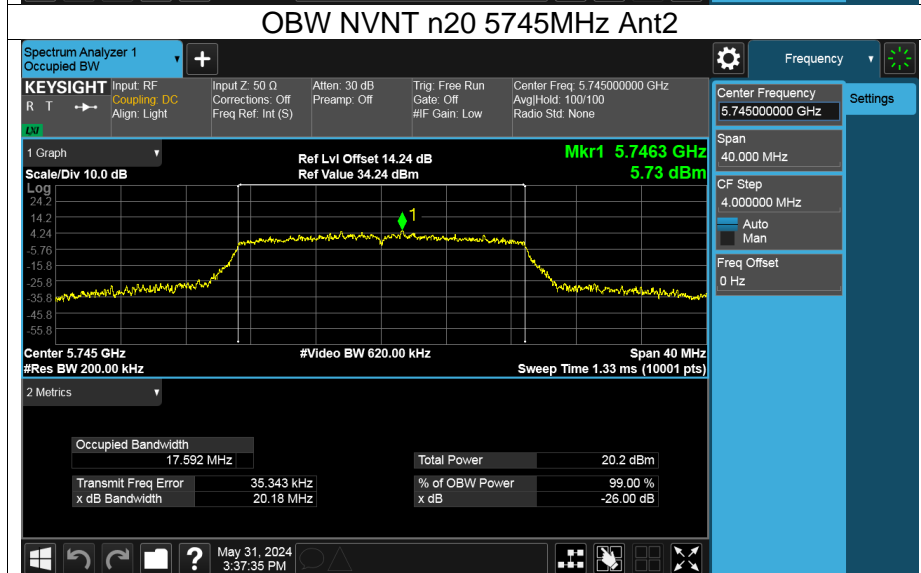 OBW NVNT n20 5745MHz Ant2
Spectrum Analyzer 1
Occupied BW
+
Frequency
KEYSIGHT
R T
LXI
Input: RF
Coupling: DC
Align: Light
Input Z: 50 Ω
Corrections: Off
Freq Ref: Int (S)
Atten: 30 dB
Preamp: Off
Trig: Free Run
Gate: Off
#IF Gain: Low
Center Freq: 5.745000000 GHz
Avg|Hold: 100/100
Radio Std: None
Center Frequency
5.745000000 GHz
Settings
Span
40.000 MHz
CF Step
4.000000 MHz
Auto
Man
Freq Offset
0 Hz
1 Graph
Ref Lvl Offset 14.24 dB
Mkr1 5.7463 GHz
Scale/Div 10.0 dB
Ref Value 34.24 dBm
5.73 dBm
Log
24.2
14.2
4.24
-5.76
-15.8
-25.8
-35.8
-45.8
-55.8
1
Center 5.745 GHz
#Video BW 620.00 kHz
Span 40 MHz
#Res BW 200.00 kHz
Sweep Time 1.33 ms (10001 pts)
2 Metrics
Occupied Bandwidth
17.592 MHz
Total Power 20.2 dBm
Transmit Freq Error 35.343 kHz
% of OBW Power 99.00 %
x dB Bandwidth 20.18 MHz
x dB -26.00 dB
?
May 31, 2024
3:37:35 PM